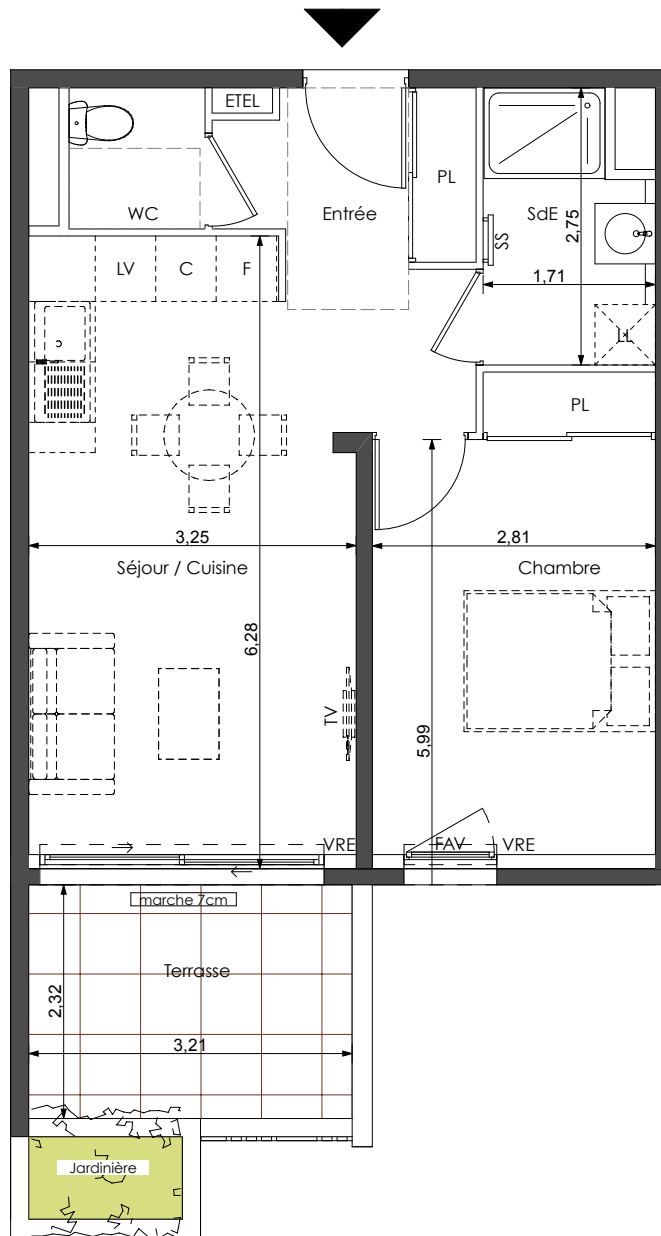 ETEL
WC
Entrée
PL
SdE
SS
2,75
1,71
LV
C
F
LL
PL
3,25
Séjour / Cuisine
6,28
2,81
Chambre
TV
5,99
VRE
FAV
VRE
marche 7cm
Terrasse
2,32
3,21
Jardinière